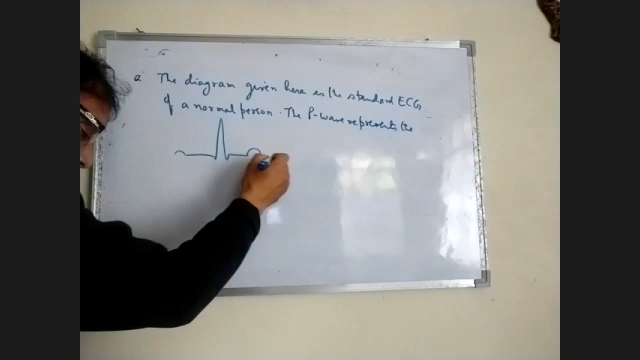 Q The diagram given here is the standard ECG
of a normal person. The P-wave represents the